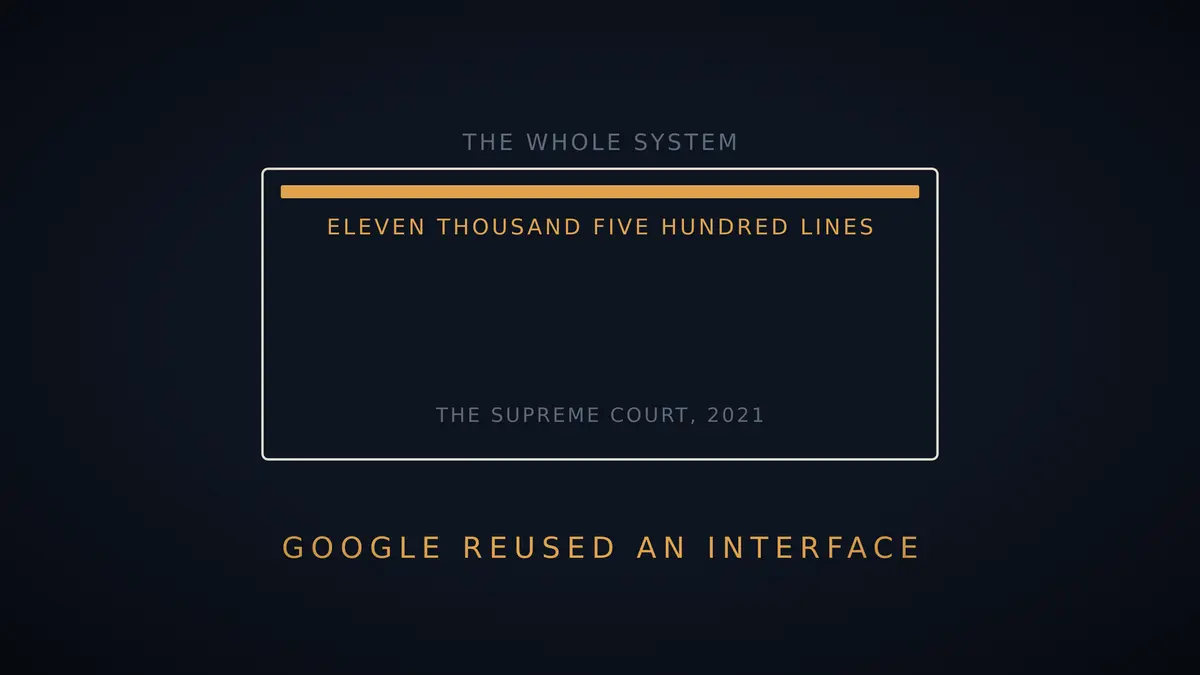 THE WHOLE SYSTEM
ELEVEN THOUSAND FIVE HUNDRED LINES
THE SUPREME COURT, 2021
GOOGLE REUSED AN INTERFACE